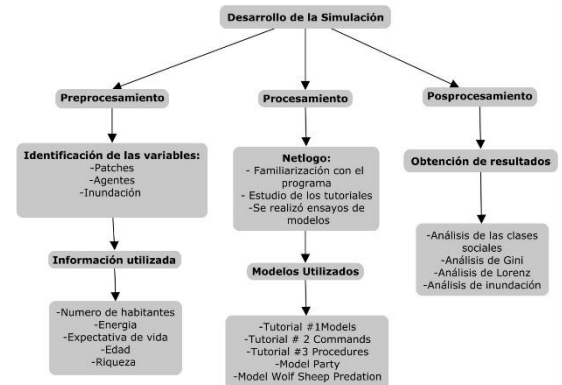 Desarrollo de la Simulación
Preprocesamiento
Procesamiento
Posprocesamiento
Identificación de las variables:
-Patches
-Agentes
-Inundación
Netlogo:
- Familiarización con el
programa
- Estudio de los tutoriales
-Se realizó ensayos de
modelos
Obtención de resultados
Información utilizada
Modelos Utilizados
-Análisis de las clases
sociales
-Análisis de Gini
-Análisis de Lorenz
-Análisis de inundación
-Numero de habitantes
-Energia
-Expectativa de vida
-Edad
-Riqueza
-Tutorial #1Models
-Tutorial # 2 Commands
-Tutorial #3 Procedures
-Model Party
-Model Wolf Sheep Predation